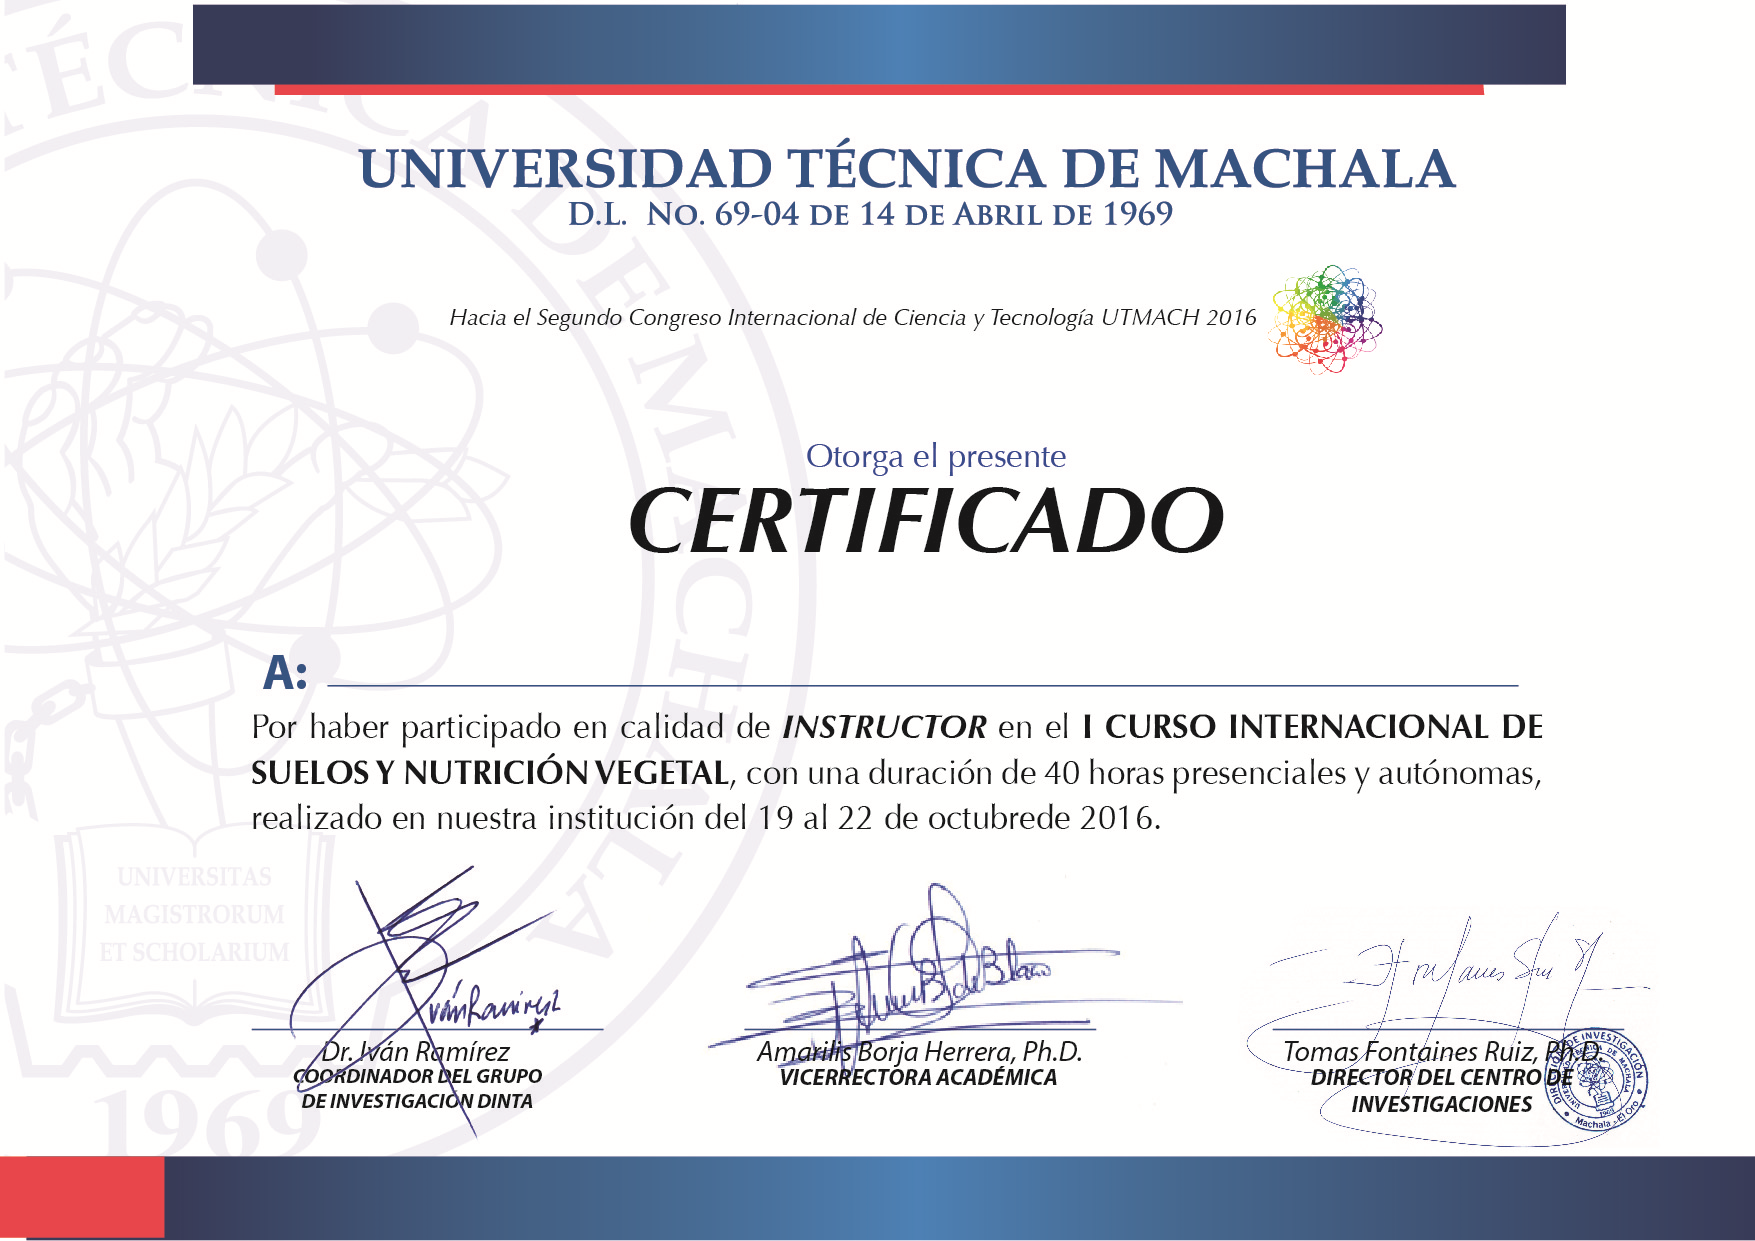 UNIVERSIDAD TÉCNICA DE MACHALA
D.L. No. 69-04 DE 14 DE ABRIL DE 1969
Hacia el Segundo Congreso Internacional de Ciencia y Tecnología UTMACH 2016
Otorga el presente
CERTIFICADO
A:
Por haber participado en calidad de INSTRUCTOR en el I CURSO INTERNACIONAL DE
SUELOS Y NUTRICIÓN VEGETAL, con una duración de 40 horas presenciales y autónomas,
realizado en nuestra institución del 19 al 22 de octubrede 2016.
UNIVERSITAS
MAGISTRORUM
ET SCHOLARIUM
1969
TÉCNICA DE MACHALA
Iván Ramírez
Dr. Iván Ramírez
COORDINADOR DEL GRUPO
DE INVESTIGACIÓN DINTA
Amarilis Borja Herrera, Ph.D.
VICERRECTORA ACADÉMICA
Tomas Fontaines Ruiz, Ph.D.
DIRECTOR DEL CENTRO DE
INVESTIGACIONES
Machala - El Oro